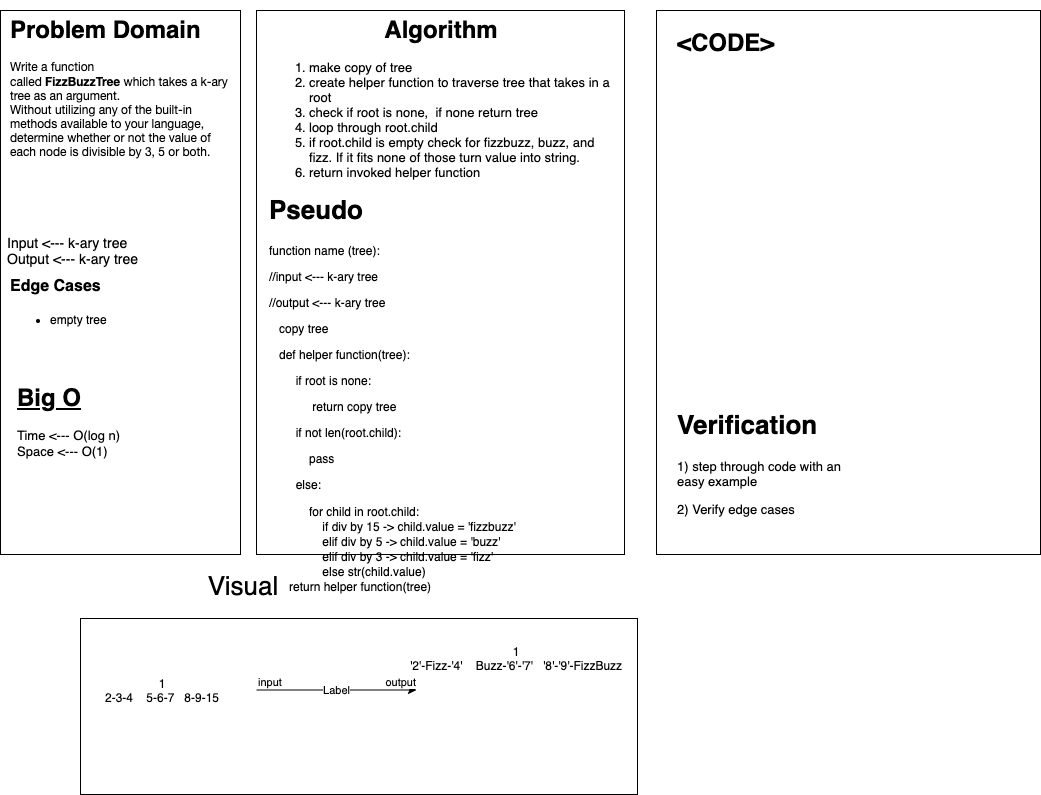 Problem Domain
Write a function
called FizzBuzzTree which takes a k-ary
tree as an argument.
Without utilizing any of the built-in
methods available to your language,
determine whether or not the value of
each node is divisible by 3, 5 or both.
Input <--- k-ary tree
Output <--- k-ary tree
Edge Cases
• empty tree
Big O
Time <--- O(log n)
Space <--- O(1)
Algorithm
1. make copy of tree
2. create helper function to traverse tree that takes in a
root
3. check if root is none, if none return tree
4. loop through root.child
5. if root.child is empty check for fizzbuzz, buzz, and
fizz. If it fits none of those turn value into string.
6. return invoked helper function
Pseudo
function name (tree):
//input <--- k-ary tree
//output <--- k-ary tree
copy tree
def helper function(tree):
if root is none:
return copy tree
if not len(root.child):
pass
else:
for child in root.child:
if div by 15 -> child.value = 'fizzbuzz'
elif div by 5 -> child.value = 'buzz'
elif div by 3 -> child.value = 'fizz'
else str(child.value)
return helper function(tree)
<CODE>
Verification
1) step through code with an
easy example
2) Verify edge cases
Visual
1
2-3-4 5-6-7 8-9-15
input
Label
output
1
'2'-Fizz-'4' Buzz-'6'-'7' '8'-'9'-FizzBuzz